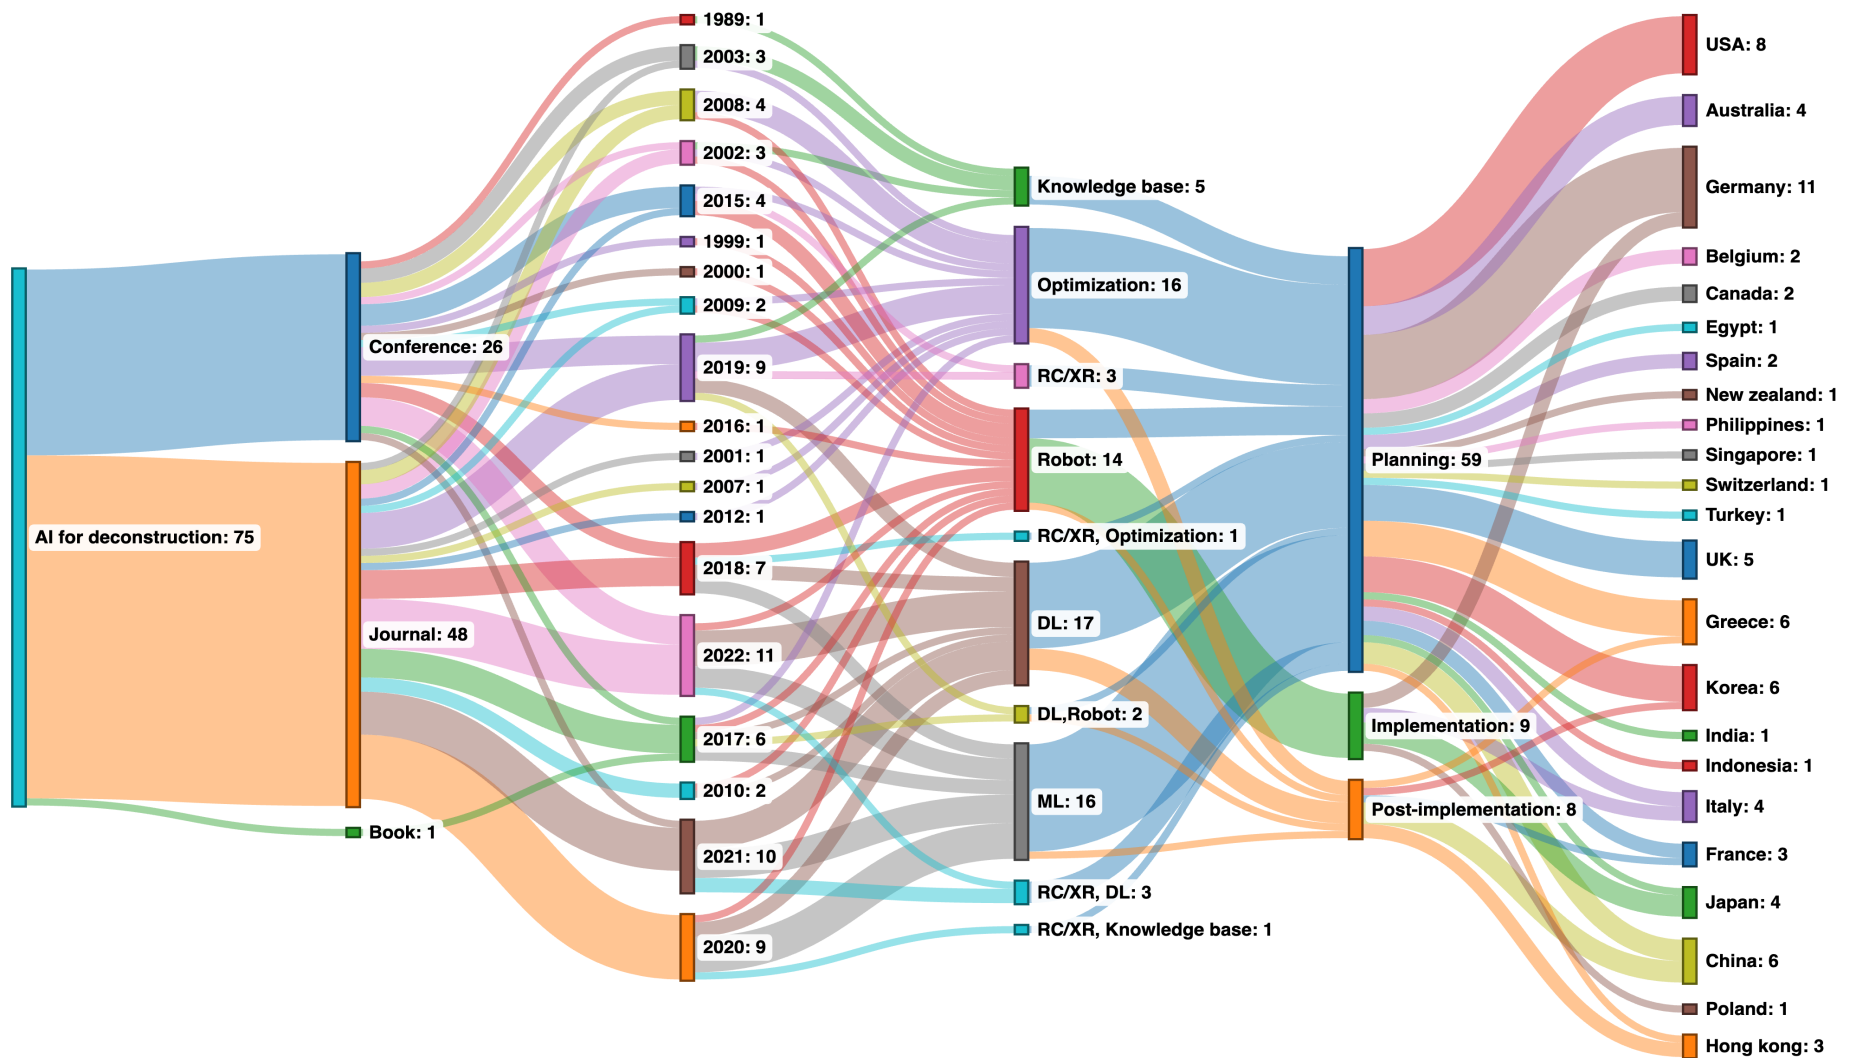 AI for deconstruction: 75
Conference: 26
Journal: 48
Book: 1
1989: 1
2003: 3
2008: 4
2002: 3
2015: 4
1999: 1
2000: 1
2009: 2
2019: 9
2016: 1
2001: 1
2007: 1
2012: 1
2018: 7
2022: 11
2017: 6
2010: 2
2021: 10
2020: 9
Knowledge base: 5
Optimization: 16
RC/XR: 3
Robot: 14
RC/XR, Optimization: 1
DL: 17
DL,Robot: 2
ML: 16
RC/XR, DL: 3
RC/XR, Knowledge base: 1
Planning: 59
Implementation: 9
Post-implementation: 8
USA: 8
Australia: 4
Germany: 11
Belgium: 2
Canada: 2
Egypt: 1
Spain: 2
New zealand: 1
Philippines: 1
Singapore: 1
Switzerland: 1
Turkey: 1
UK: 5
Greece: 6
Korea: 6
India: 1
Indonesia: 1
Italy: 4
France: 3
Japan: 4
China: 6
Poland: 1
Hong kong: 3